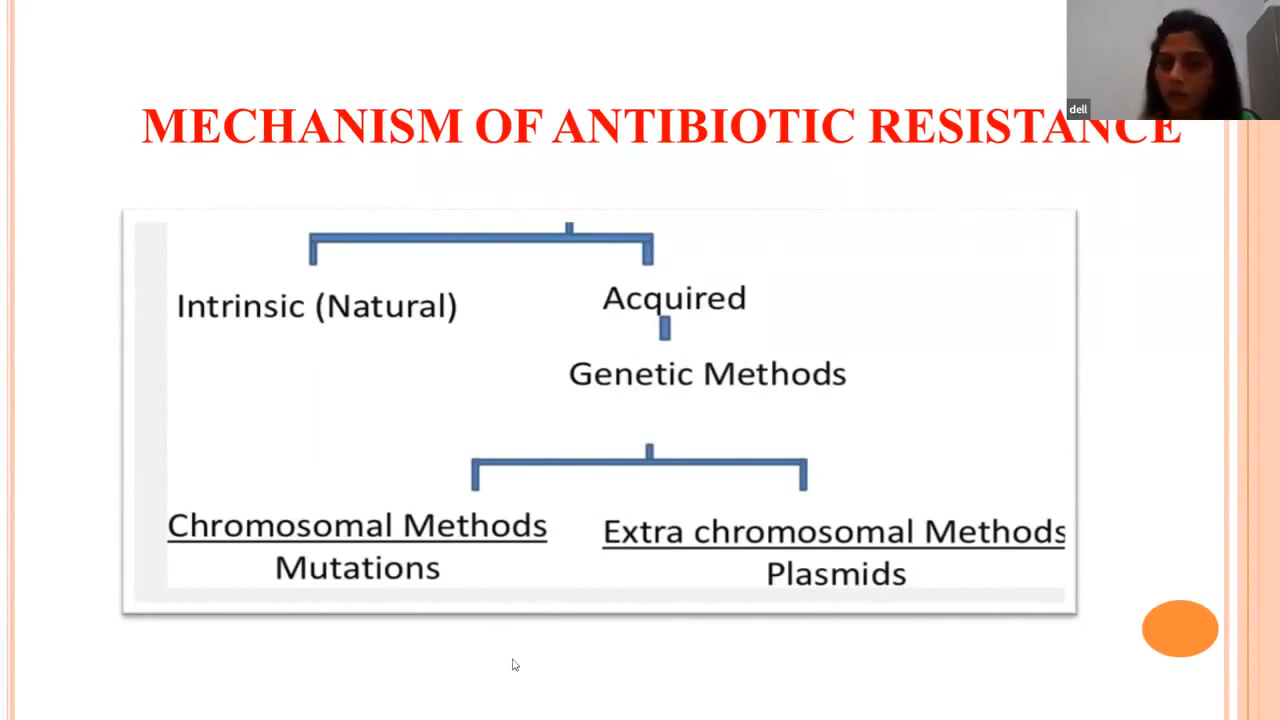 dell
MECHANISM OF ANTIBIOTIC RESISTANCE
Intrinsic (Natural)
Acquired
Genetic Methods
Chromosomal Methods
Mutations
Extra chromosomal Methods
Plasmids